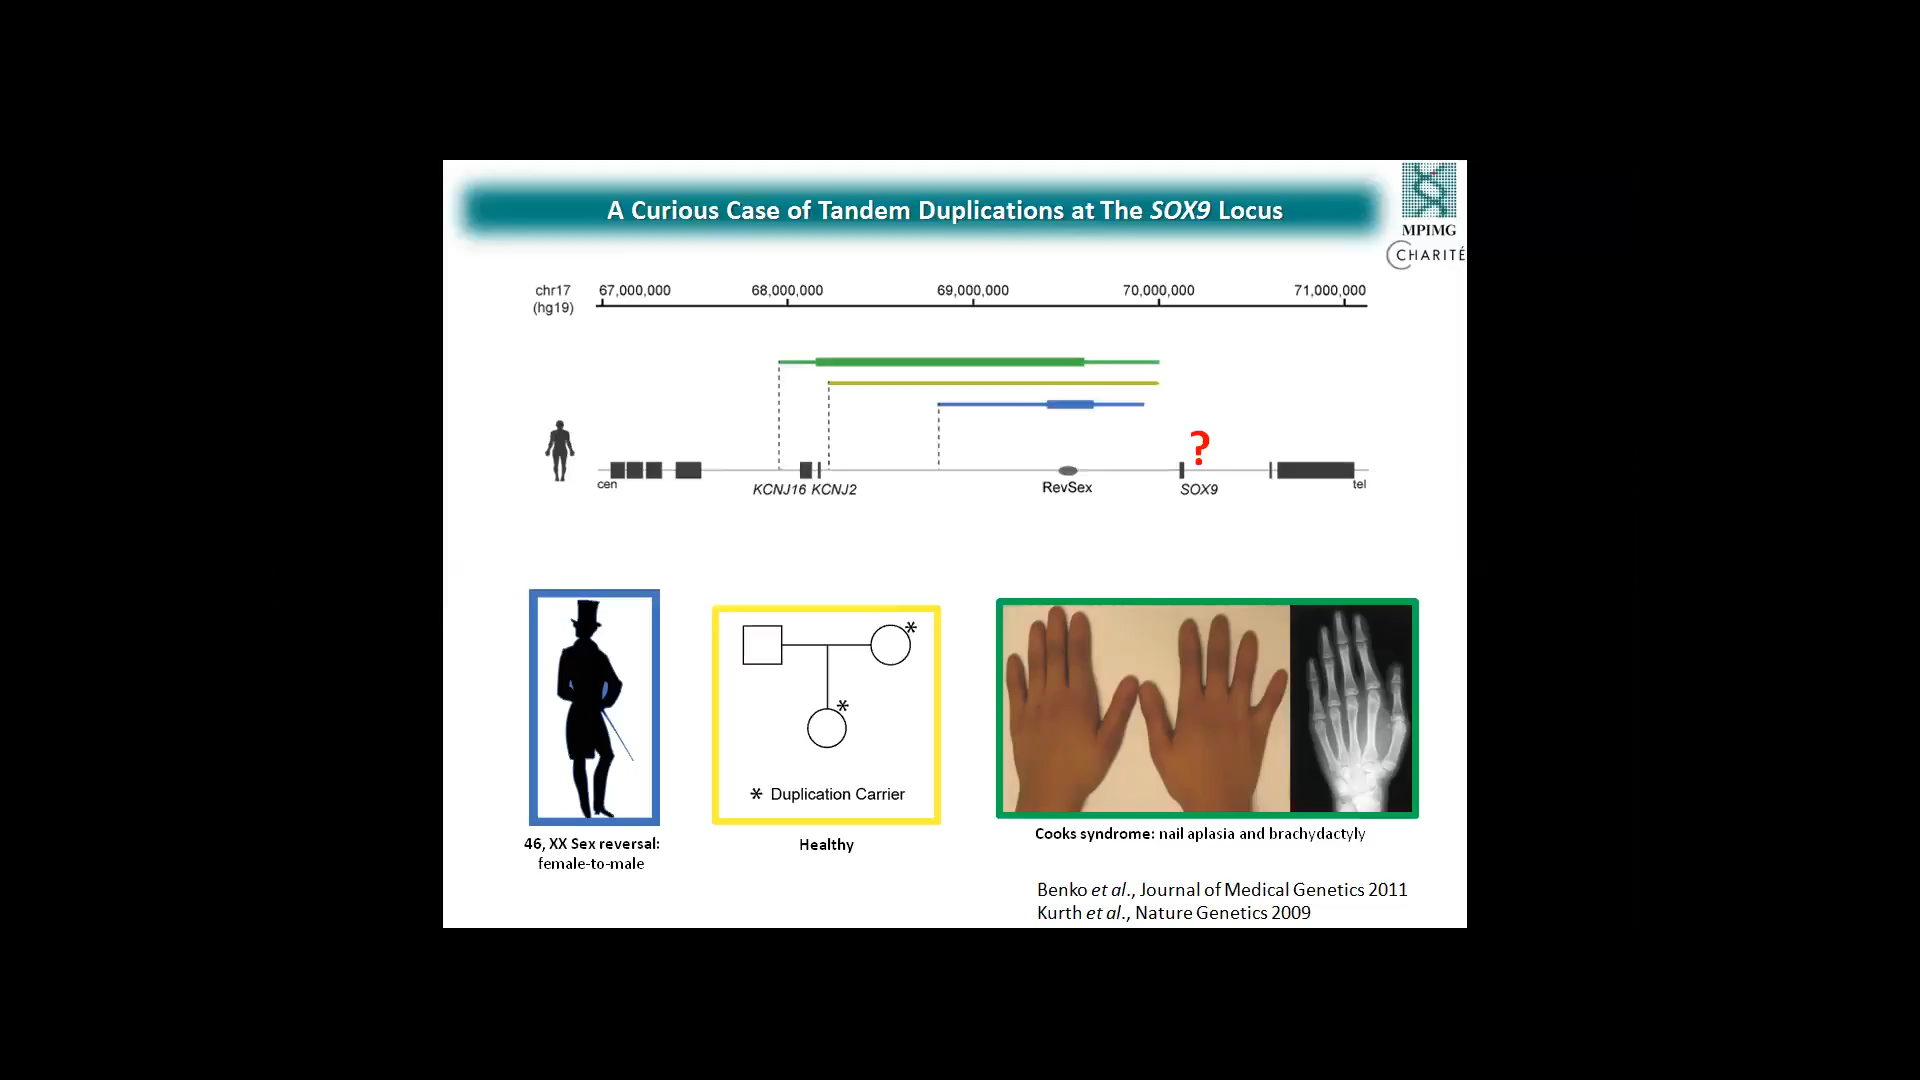 A Curious Case of Tandem Duplications at The SOX9 Locus
MPIMG
CHARITÉ
chr17
(hg19)
67,000,000 68,000,000 69,000,000 70,000,000 71,000,000
?
cen
KCNJ16 KCNJ2 RevSex SOX9
tel
*
*
* Duplication Carrier
46, XX Sex reversal:
female-to-male
Healthy
Cooks syndrome: nail aplasia and brachydactyly
Benko et al., Journal of Medical Genetics 2011
Kurth et al., Nature Genetics 2009